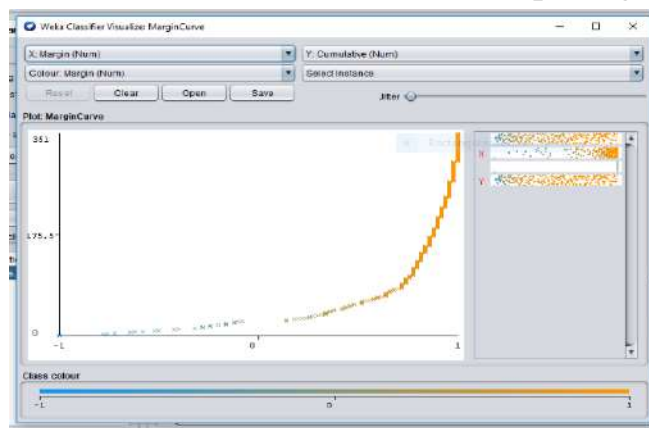 Weka Classifier Visualize: MarginCurve
X: Margin (Num)
Y: Cumulative (Num)
Colour: Margin (Num)
Select Instance
Reset
Clear
Open
Save
Jitter
Plot: MarginCurve
351
175.5
0
-1
0
1
X
Y
Class colour
-1
0
1